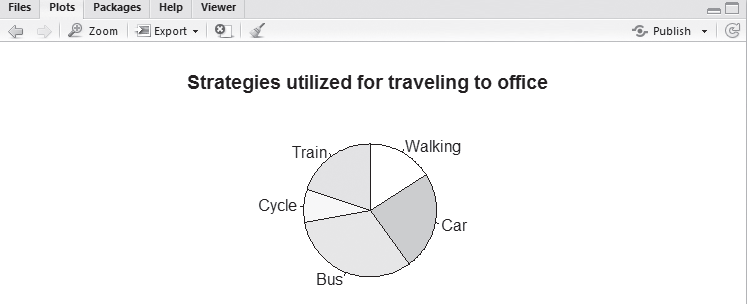 Files Plots Packages Help Viewer
Zoom Export Publish
Strategies utilized for traveling to office
Train Walking
Cycle
Car
Bus